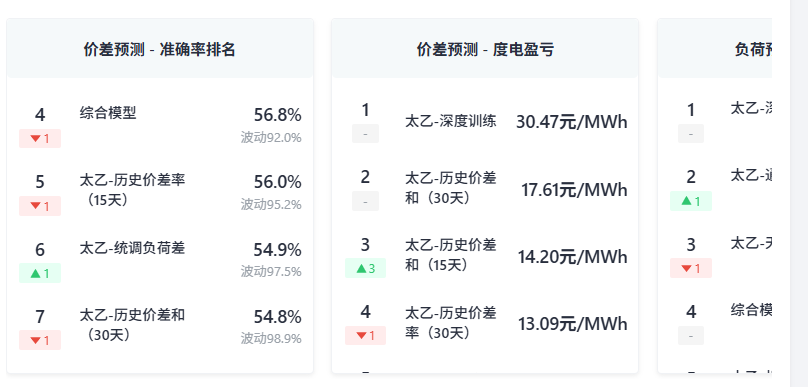 价差预测 - 准确率排名
4
综合模型
56.8%
▼1
波动92.0%
5
太乙-历史价差率
（15天）
56.0%
▼1
波动95.2%
6
太乙-统调负荷差
54.9%
▲1
波动97.5%
7
太乙-历史价差和
（30天）
54.8%
▼1
波动98.9%
价差预测 - 度电盈亏
1
-
太乙-深度训练
30.47元/MWh
2
-
太乙-历史价差
和（30天）
17.61元/MWh
3
▲3
太乙-历史价差
和（15天）
14.20元/MWh
4
▼1
太乙-历史价差
率（30天）
13.09元/MWh
负荷
1
-
太乙-
2
▲1
太乙-
3
▼1
太乙-
4
-
综合